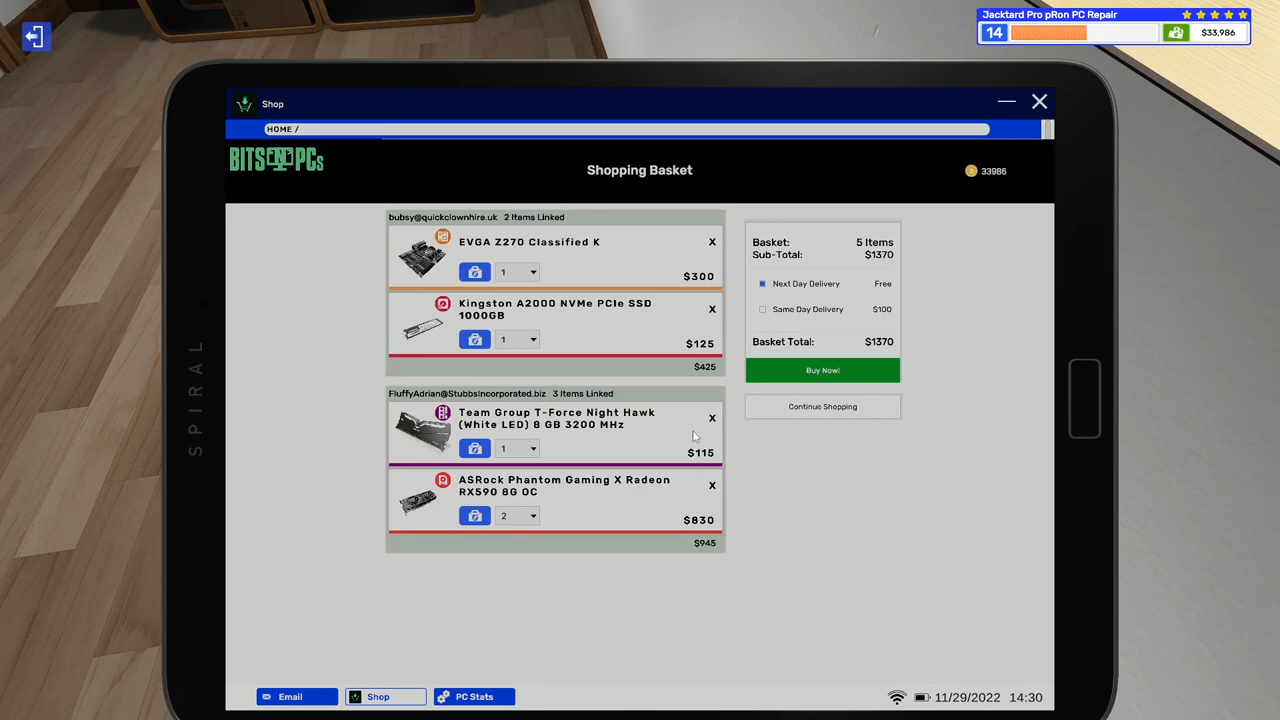 Jacktard Pro pRon PC Repair
14
$33,986
Shop
HOME /
BITSNPCs
Shopping Basket
33986
bubsy@quickclownhire.uk 2 Items Linked
EVGA Z270 Classified K
X
1
$300
Kingston A2000 NVMe PCIe SSD
1000GB
X
1
$125
$425
FluffyAdrian@StubbsIncorporated.biz 3 Items Linked
Team Group T-Force Night Hawk
(White LED) 8 GB 3200 MHz
X
1
$115
ASRock Phantom Gaming X Radeon
RX590 8G OC
X
2
$830
$945
Basket: 5 Items
Sub-Total: $1370
Next Day Delivery Free
Same Day Delivery $100
Basket Total: $1370
Buy Now!
Continue Shopping
SPIRAL
Email
Shop
PC Stats
11/29/2022 14:30